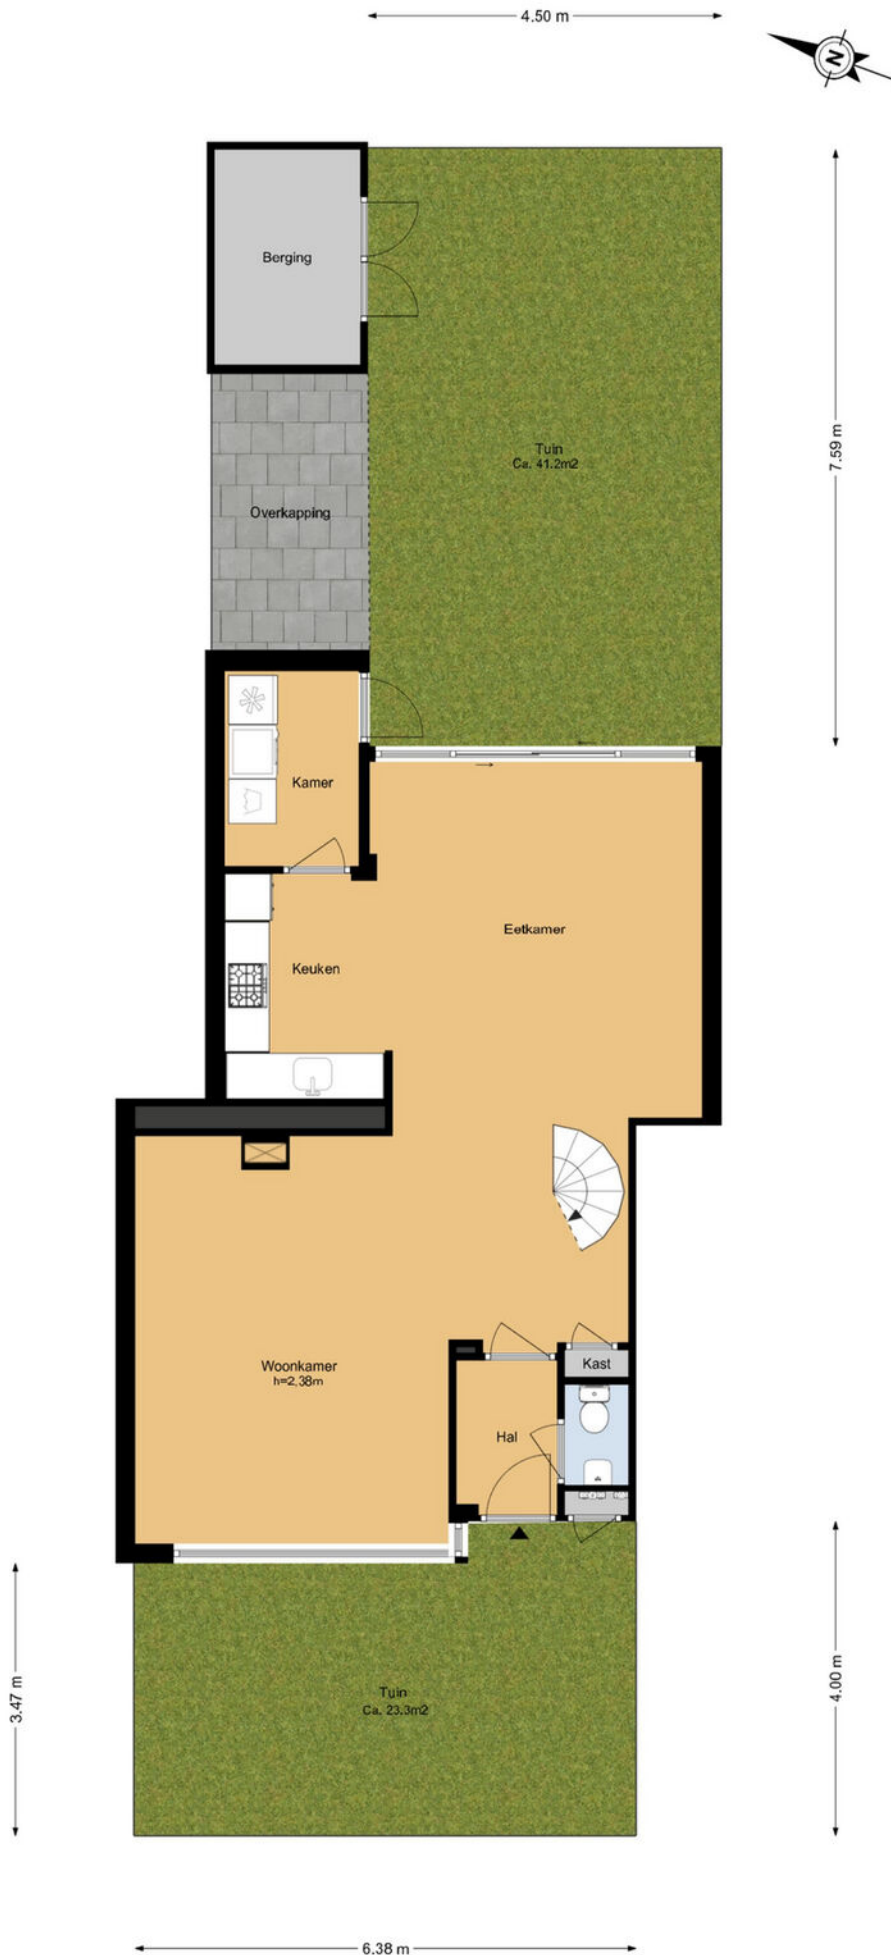 4.50 m
N
Berging
7.59 m
Tuin
Ca. 41.2m2
Overkapping
Kamer
Eetkamer
Keuken
Woonkamer
h=2,38m
Kast
Hal
3.47 m
Tuin
Ca. 23.3m2
4.00 m
6.38 m